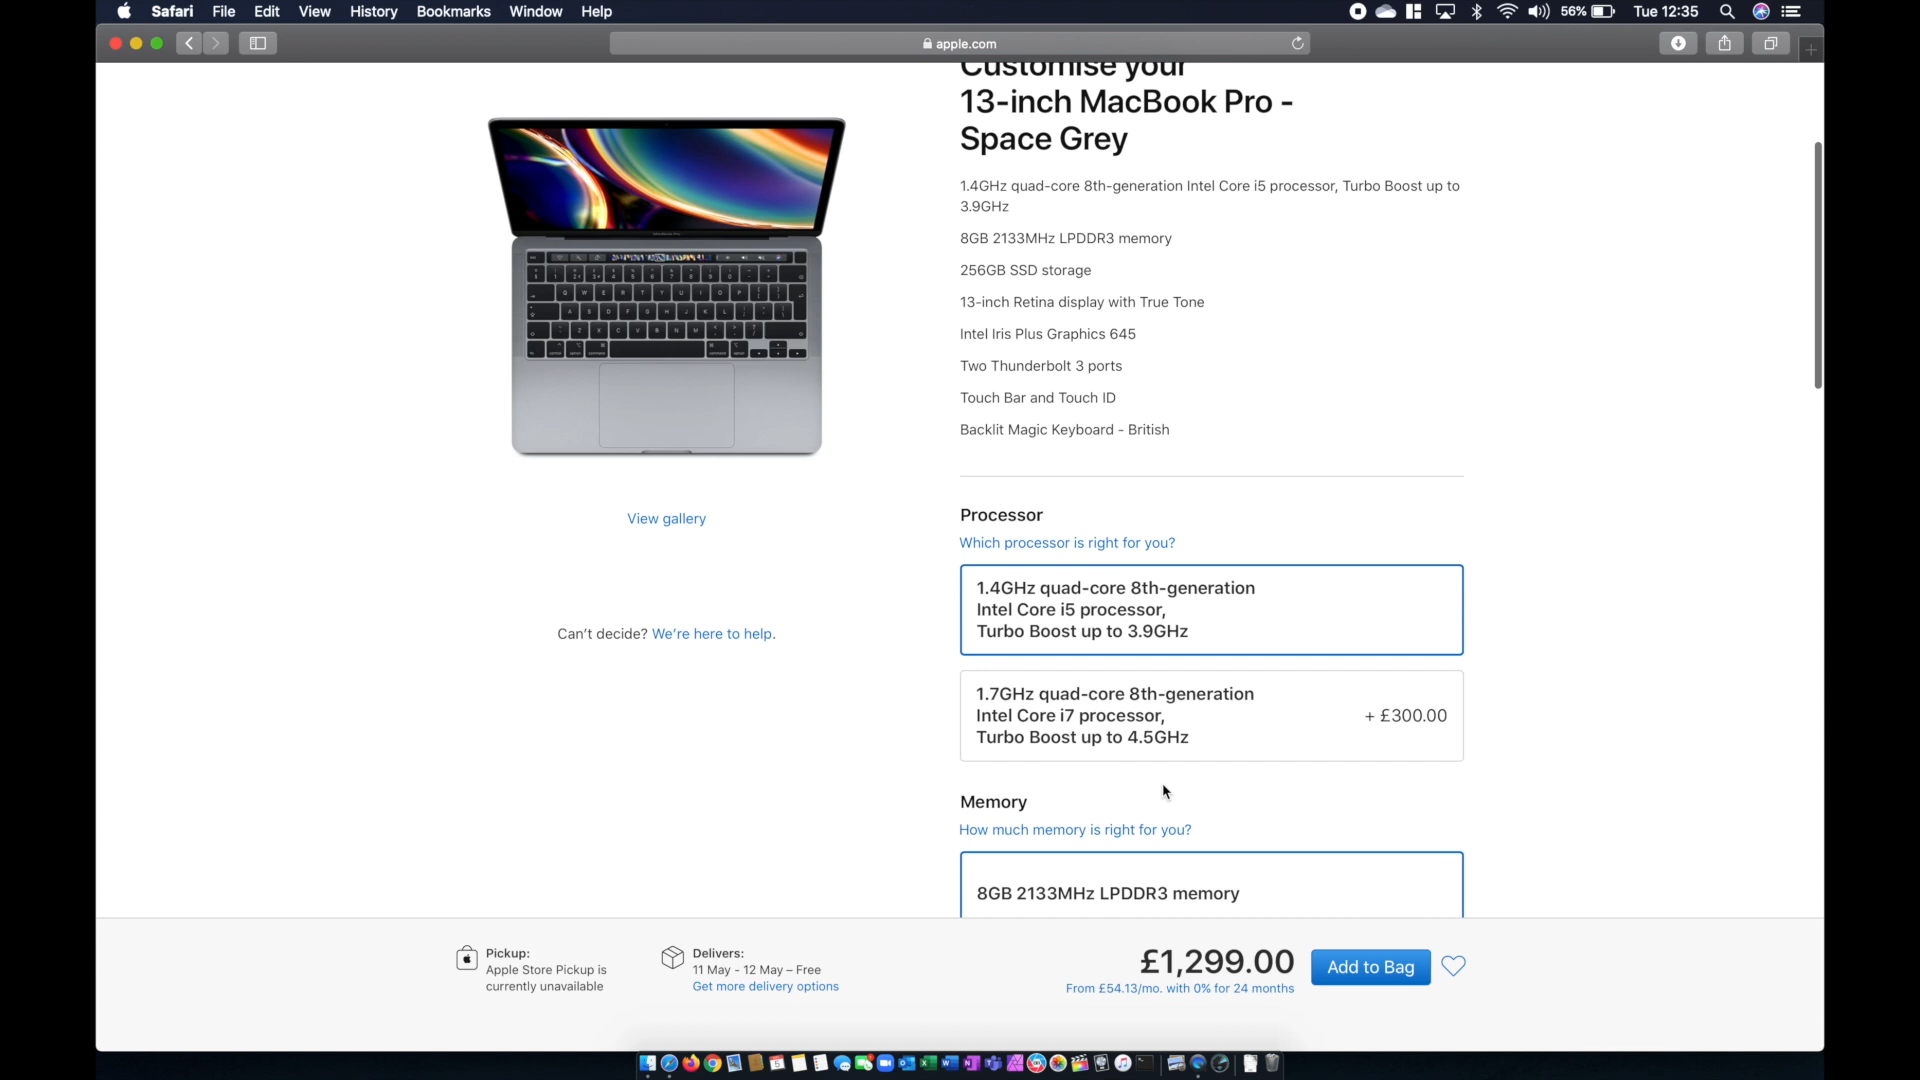 Safari File Edit View History Bookmarks Window Help
56% Tue 12:35
apple.com
Customise your
13-inch MacBook Pro -
Space Grey
1.4GHz quad-core 8th-generation Intel Core i5 processor, Turbo Boost up to
3.9GHz
8GB 2133MHz LPDDR3 memory
256GB SSD storage
13-inch Retina display with True Tone
Intel Iris Plus Graphics 645
Two Thunderbolt 3 ports
Touch Bar and Touch ID
Backlit Magic Keyboard - British
View gallery
Can't decide? We're here to help.
Processor
Which processor is right for you?
1.4GHz quad-core 8th-generation
Intel Core i5 processor,
Turbo Boost up to 3.9GHz
1.7GHz quad-core 8th-generation
Intel Core i7 processor,
Turbo Boost up to 4.5GHz
+ £300.00
Memory
How much memory is right for you?
8GB 2133MHz LPDDR3 memory
Pickup:
Apple Store Pickup is
currently unavailable
Delivers:
11 May - 12 May – Free
Get more delivery options
£1,299.00
From £54.13/mo. with 0% for 24 months
Add to Bag